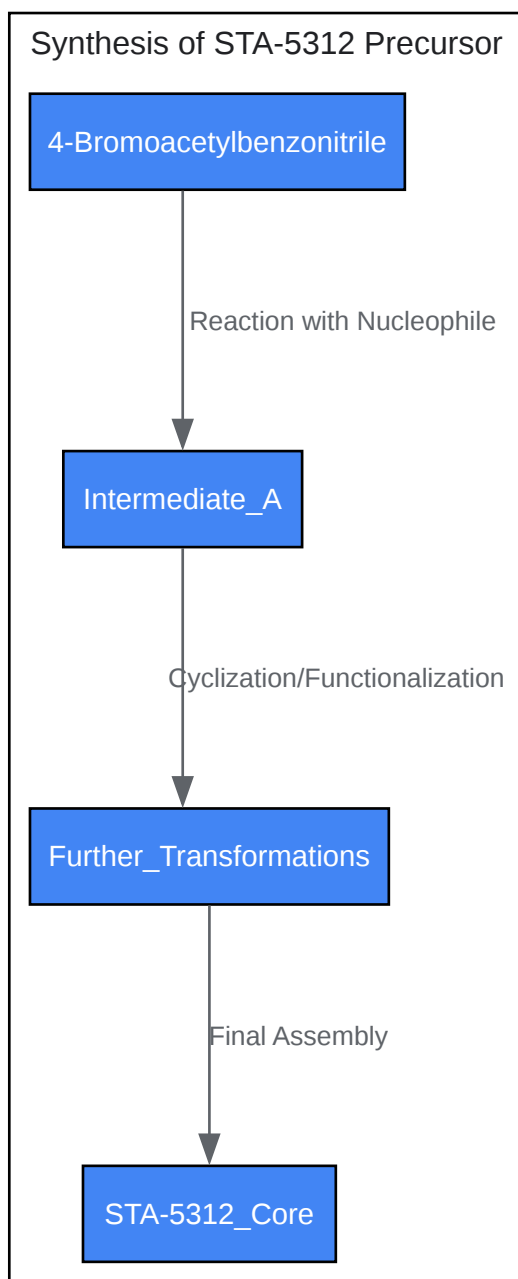 Synthesis of STA-5312 Precursor
4-Bromoacetylbenzonitrile
Reaction with Nucleophile
Intermediate_A
Cyclization/Functionalization
Further_Transformations
Final Assembly
STA-5312_Core